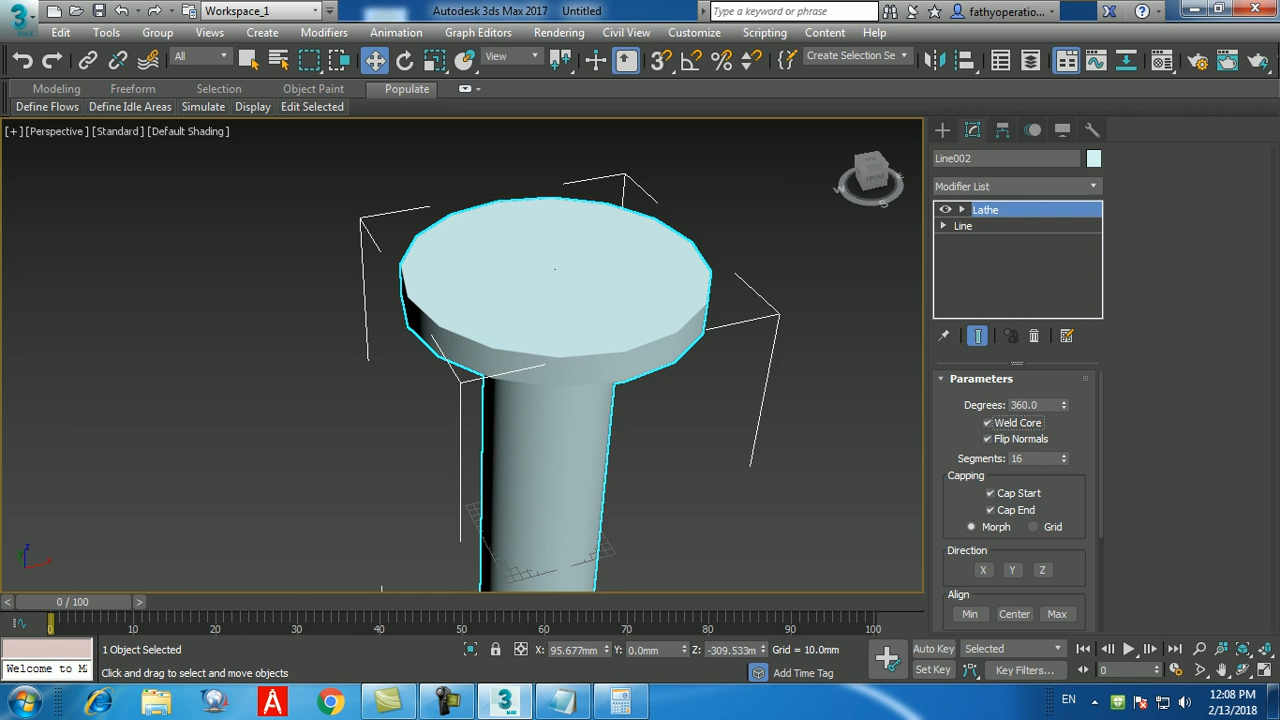 Workspace_1
Autodesk 3ds Max 2017    Untitled
Type a keyword or phrase
fathyoperatio...
MAX
Edit Tools Group Views Create Modifiers Animation Graph Editors Rendering Civil View Customize Scripting Content Help
All
View
Create Selection Se
Modeling Freeform Selection Object Paint Populate
Define Flows Define Idle Areas Simulate Display Edit Selected
[+] [Perspective] [Standard] [Default Shading]
Line002
Modifier List
Lathe
Line
Parameters
Degrees: 360.0
Weld Core
Flip Normals
Segments: 16
Capping
Cap Start
Cap End
Morph Grid
Direction
X Y Z
Align
Min Center Max
W S
z
x
< 0 / 100 >
0 10 20 30 40 50 60 70 80 90 100
1 Object Selected
X: 95.677mm Y: 0.0mm Z: -309.533m Grid = 10.0mm
Auto Key Selected
Welcome to M
Click and drag to select and move objects
Add Time Tag
Set Key Key Filters...
0
EN
12:08 PM
2/13/2018